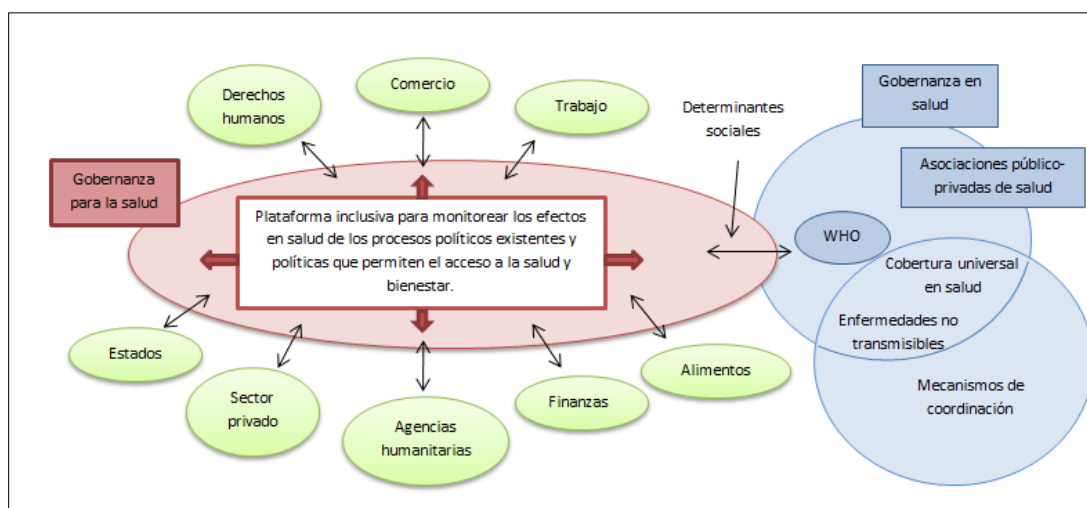 Comercio
Derechos
humanos
Trabajo
Determinantes
sociales
Gobernanza en
salud
Gobernanza
para la salud
Asociaciones público-
privadas de salud
Plataforma inclusiva para monitorear los efectos
en salud de los procesos políticos existentes y
políticas que permiten el acceso a la salud y
bienestar.
WHO
Cobertura universal
en salud
Enfermedades no
transmisibles
Mecanismos de
coordinación
Estados
Sector
privado
Agencias
humanitarias
Finanzas
Alimentos